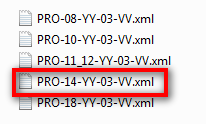 PRO-08-YY-03-VV.xml
PRO-10-YY-03-VV.xml
PRO-11_12-YY-03-VV.xml
PRO-14-YY-03-VV.xml
PRO-18-YY-03-VV.xml